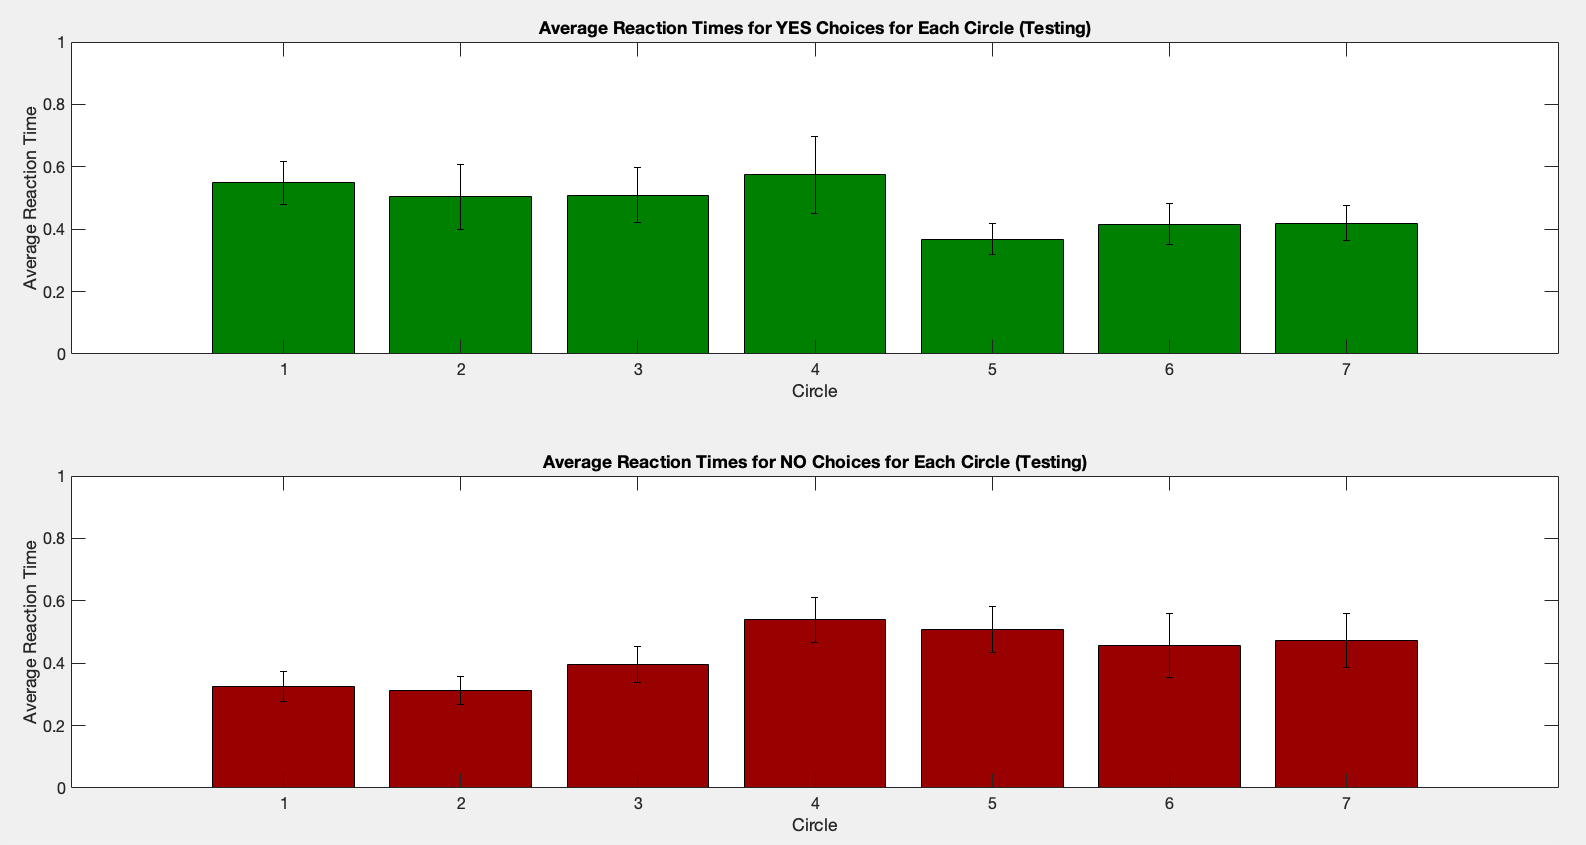 Average Reaction Times for YES Choices for Each Circle (Testing)
1
0.8
0.6
0.4
0.2
0
Average Reaction Time
1 2 3 4 5 6 7
Circle
Average Reaction Times for NO Choices for Each Circle (Testing)
1
0.8
0.6
0.4
0.2
0
Average Reaction Time
1 2 3 4 5 6 7
Circle